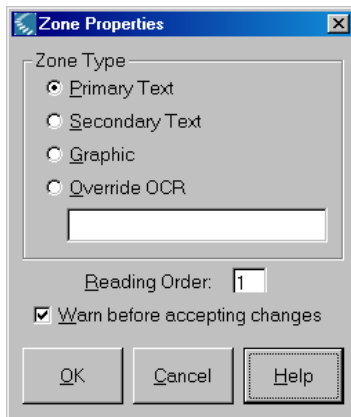 Zone Properties
Zone Type
Primary Text
Secondary Text
Graphic
Override OCR
Reading Order: 1
Warn before accepting changes
OK Cancel Help